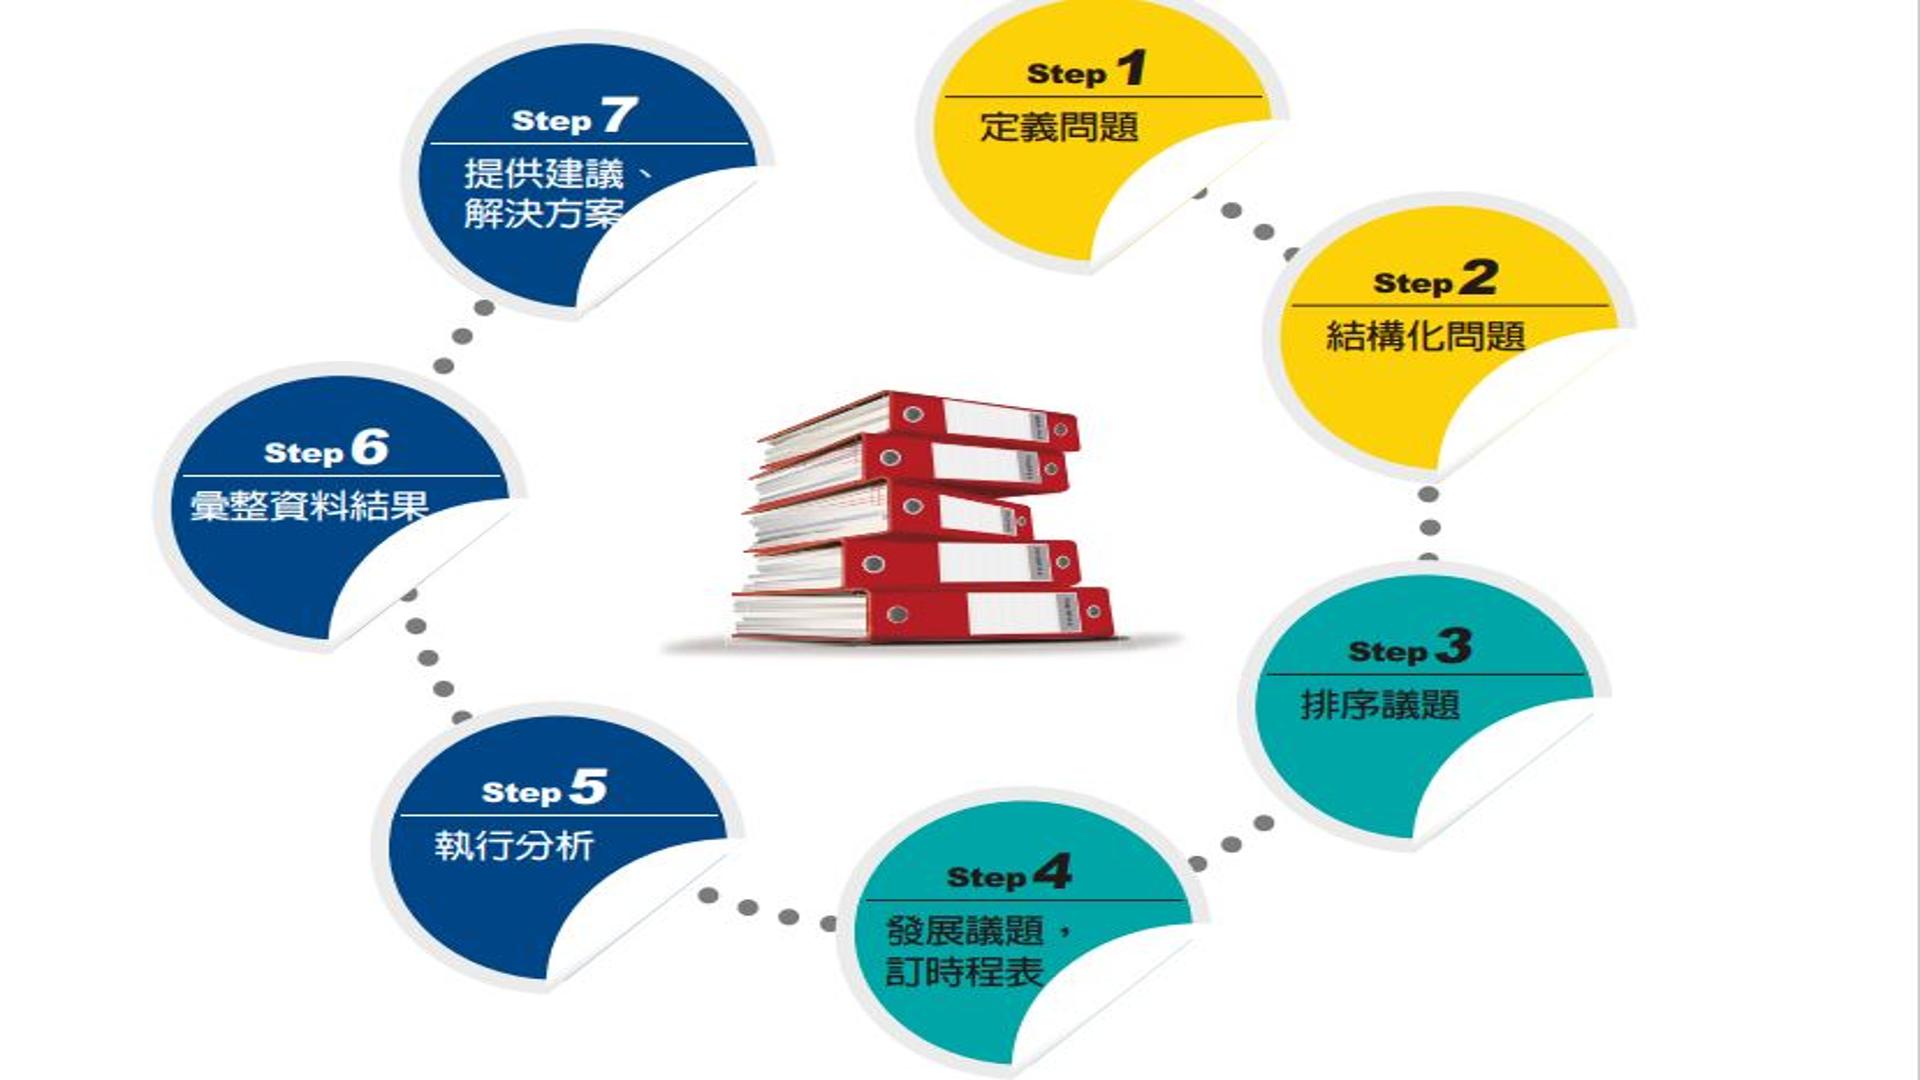 Step 1
定義問題
Step 2
結構化問題
Step 3
排序議題
Step 4
發展議題，
訂時程表
Step 5
執行分析
Step 6
彙整資料結果
Step 7
提供建議、
解決方案